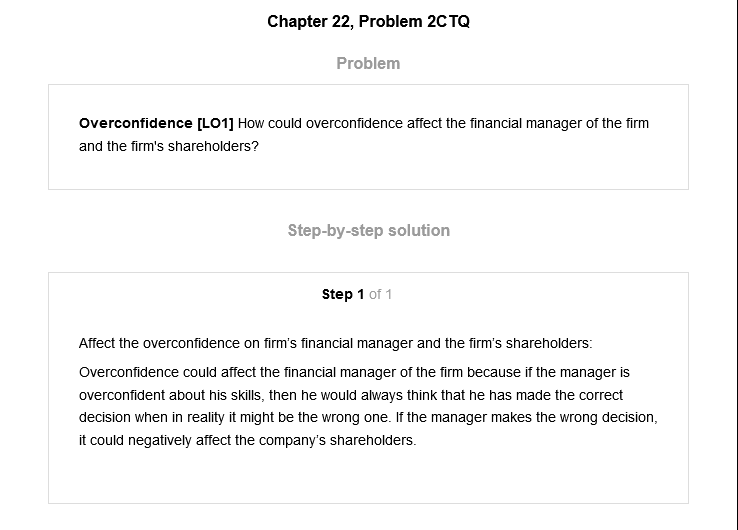 Chapter 22, Problem 2CTQ
Problem
Overconfidence [LO1] How could overconfidence affect the financial manager of the firm
and the firm's shareholders?
Step-by-step solution
Step 1 of 1
Affect the overconfidence on firm's financial manager and the firm's shareholders:
Overconfidence could affect the financial manager of the firm because if the manager is
overconfident about his skills, then he would always think that he has made the correct
decision when in reality it might be the wrong one. If the manager makes the wrong decision,
it could negatively affect the company's shareholders.